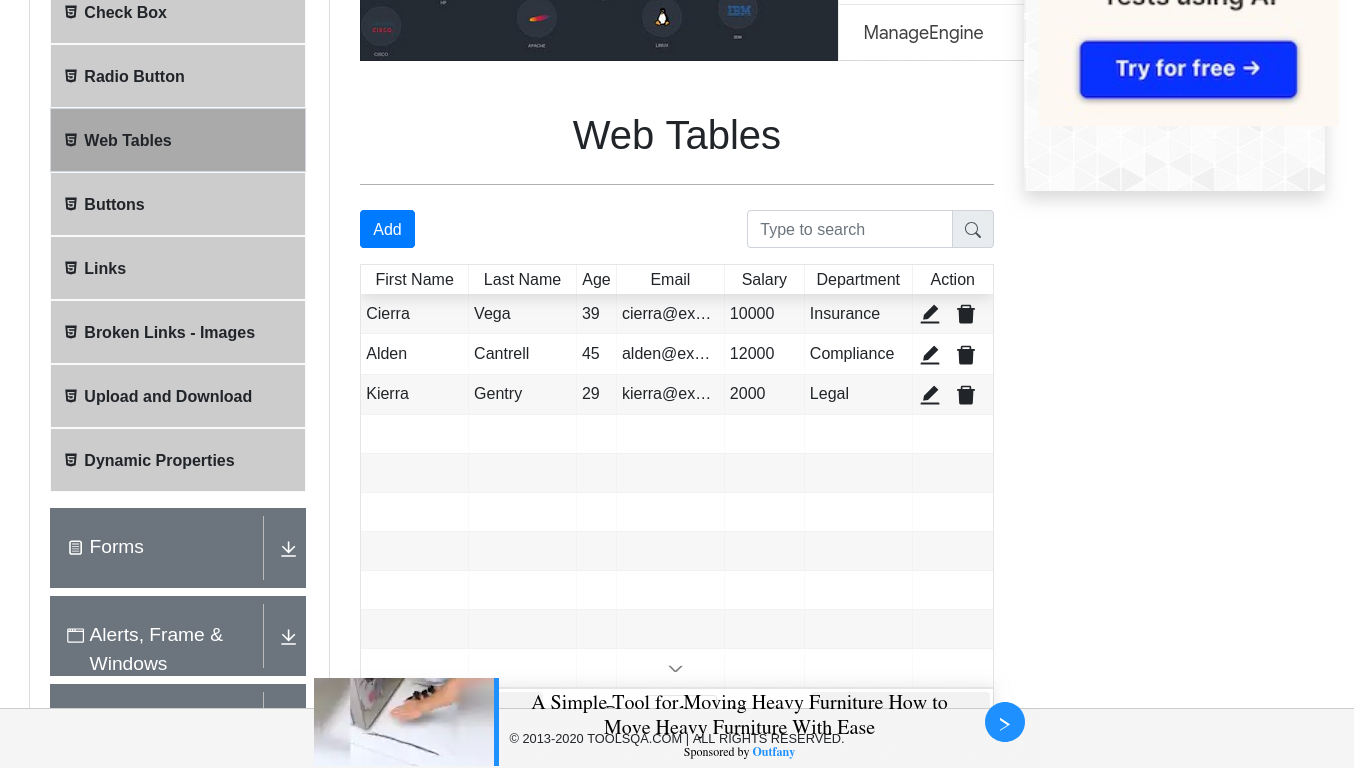 Check Box
Radio Button
Web Tables
Buttons
Links
Broken Links - Images
Upload and Download
Dynamic Properties
Forms
Alerts, Frame &
Windows
CISCO
CISCO
APACHE
LINUX
IBM
IBM
ManageEngine
Try for free →
Web Tables
Add
Type to search
First Name Last Name Age Email Salary Department Action
Cierra Vega 39 cierra@ex… 10000 Insurance
Alden Cantrell 45 alden@ex… 12000 Compliance
Kierra Gentry 29 kierra@ex… 2000 Legal
A Simple Tool for Moving Heavy Furniture How to
Move Heavy Furniture With Ease
© 2013-2020 TOOLSQA.COM | ALL RIGHTS RESERVED.
Sponsored by Outfany